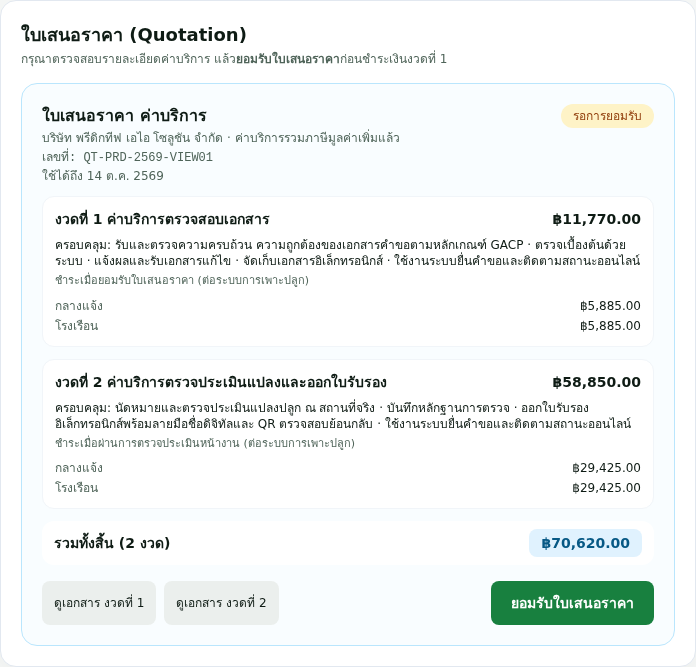 ใบเสนอราคา (Quotation)
กรุณาตรวจสอบรายละเอียดค่าบริการ แล้วยอมรับใบเสนอราคาก่อนชำระเงินงวดที่ 1
ใบเสนอราคา ค่าบริการ
รอการยอมรับ
บริษัท พรีดิกทีฟ เอไอ โซลูชัน จำกัด · ค่าบริการรวมภาษีมูลค่าเพิ่มแล้ว
เลขที่: QT-PRD-2569-VIEW01
ใช้ได้ถึง 14 ต.ค. 2569
งวดที่ 1 ค่าบริการตรวจสอบเอกสาร ฿11,770.00
ครอบคลุม: รับและตรวจความครบถ้วน ความถูกต้องของเอกสารคำขอตามหลักเกณฑ์ GACP · ตรวจเบื้องต้นด้วย
ระบบ · แจ้งผลและรับเอกสารแก้ไข · จัดเก็บเอกสารอิเล็กทรอนิกส์ · ใช้งานระบบยื่นคำขอและติดตามสถานะออนไลน์
ชำระเมื่อยอมรับใบเสนอราคา (ต่อระบบการเพาะปลูก)
กลางแจ้ง ฿5,885.00
โรงเรือน ฿5,885.00
งวดที่ 2 ค่าบริการตรวจประเมินแปลงและออกใบรับรอง ฿58,850.00
ครอบคลุม: นัดหมายและตรวจประเมินแปลงปลูก ณ สถานที่จริง · บันทึกหลักฐานการตรวจ · ออกใบรับรอง
อิเล็กทรอนิกส์พร้อมลายมือชื่อดิจิทัลและ QR ตรวจสอบย้อนกลับ · ใช้งานระบบยื่นคำขอและติดตามสถานะออนไลน์
ชำระเมื่อผ่านการตรวจประเมินหน้างาน (ต่อระบบการเพาะปลูก)
กลางแจ้ง ฿29,425.00
โรงเรือน ฿29,425.00
รวมทั้งสิ้น (2 งวด) ฿70,620.00
ดูเอกสาร งวดที่ 1
ดูเอกสาร งวดที่ 2
ยอมรับใบเสนอราคา